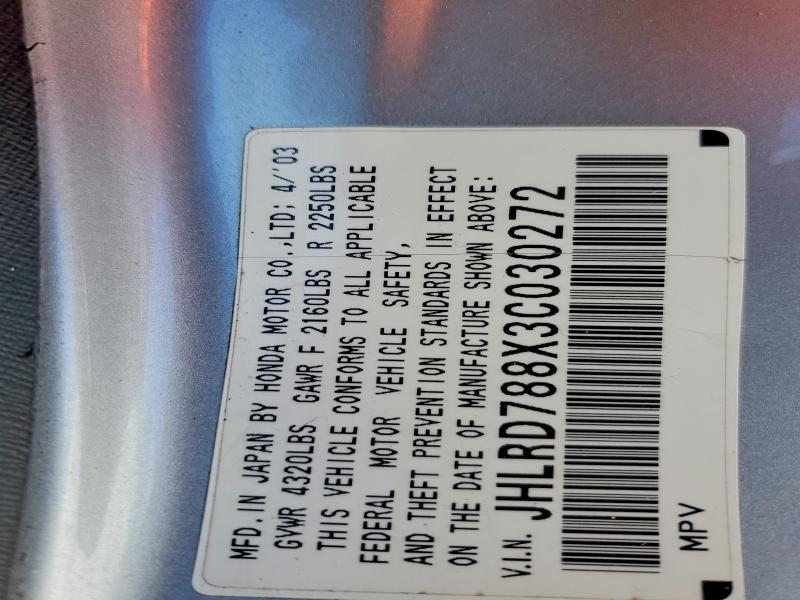 MFD. IN JAPAN BY HONDA MOTOR CO.,LTD; 4/'03
GVWR 4320LBS GAWR F 2160LBS R 2250LBS
THIS VEHICLE CONFORMS TO ALL APPLICABLE
FEDERAL MOTOR VEHICLE SAFETY,
AND THEFT PREVENTION STANDARDS IN EFFECT
ON THE DATE OF MANUFACTURE SHOWN ABOVE:
V.I.N. JHLRD788X3C030272
MPV